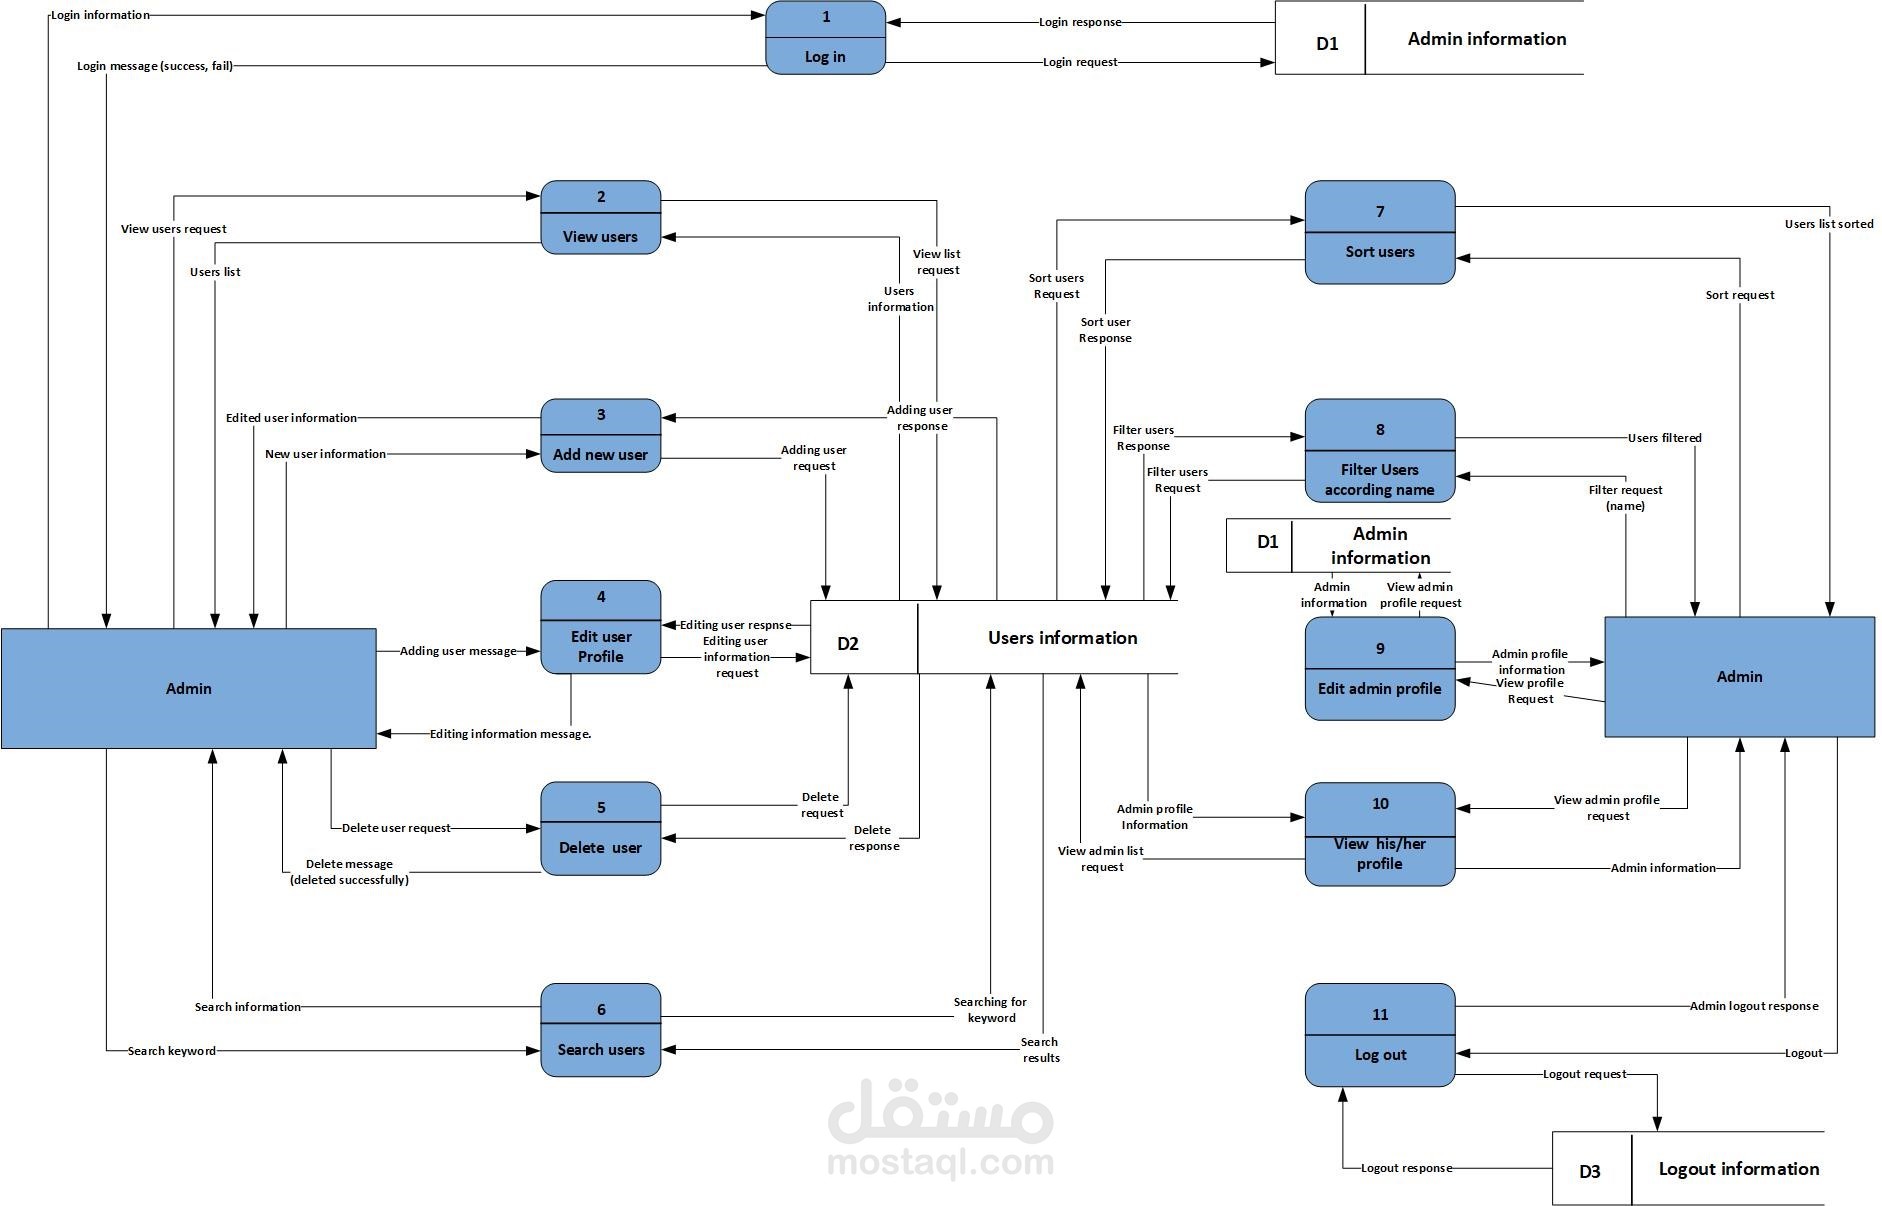 Login information
1
Log in
Login message (success, fail)
Login response
Login request
D1
Admin information
2
View users
View users request
Users list
View list
request
Users
information
7
Sort users
Users list sorted
Sort request
Sort users
Request
Sort user
Response
3
Add new user
Edited user information
New user information
Adding user
response
Adding user
request
8
Filter Users
according name
Filter users
Response
Filter users
Request
Users filtered
Filter request
(name)
D1
Admin
information
Admin
information
View admin
profile request
4
Edit user
Profile
Adding user message
Editing user respnse
Editing user
information
request
Editing information message.
D2
Users information
Admin
9
Edit admin profile
Admin profile
information
View profile
Request
Admin
5
Delete  user
Delete user request
Delete message
(deleted successfully)
Delete
request
Delete
response
10
View  his/her
profile
Admin profile
Information
View admin list
request
View admin profile
request
Admin information
6
Search users
Search information
Search keyword
Searching for
keyword
Search
results
11
Log out
Admin logout response
Logout
Logout request
Logout response
D3
Logout information
مستقل
mostaql.com